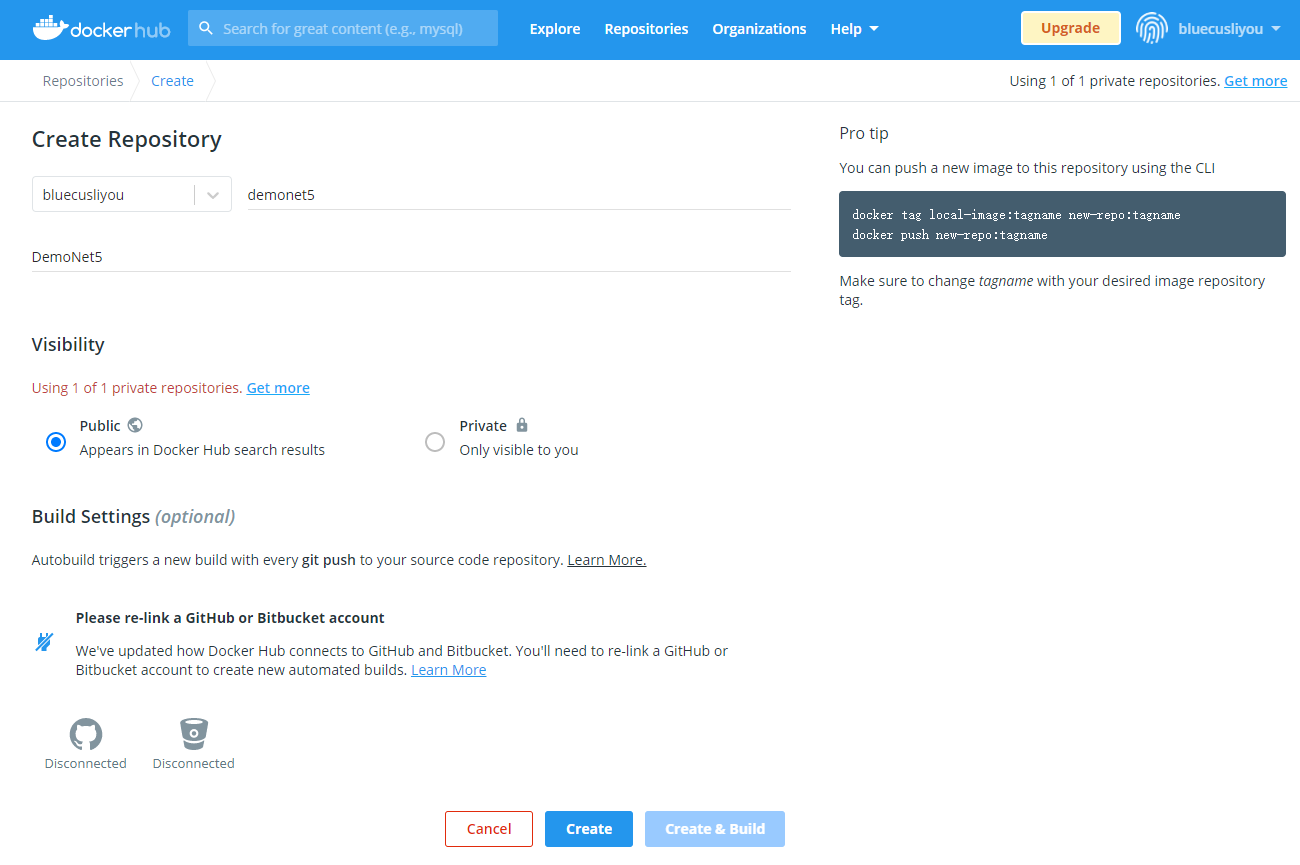 docker hub
Search for great content (e.g., mysql)
Explore
Repositories
Organizations
Help
Upgrade
bluecusliyou
Repositories
Create
Using 1 of 1 private repositories. Get more
Create Repository
bluecusliyou
demonet5
DemoNet5
Visibility
Using 1 of 1 private repositories. Get more
Public
Appears in Docker Hub search results
Private
Only visible to you
Build Settings (optional)
Autobuild triggers a new build with every git push to your source code repository. Learn More.
Please re-link a GitHub or Bitbucket account
We've updated how Docker Hub connects to GitHub and Bitbucket. You'll need to re-link a GitHub or
Bitbucket account to create new automated builds. Learn More
Disconnected
Disconnected
Cancel
Create
Create & Build
Pro tip
You can push a new image to this repository using the CLI
docker tag local-image:tagname new-repo:tagname
docker push new-repo:tagname
Make sure to change tagname with your desired image repository
tag.